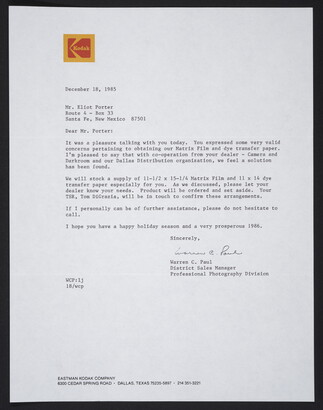 Kodak
December 18, 1985
Mr. Eliot Porter
Route 4 - Box 33
Santa Fe, New Mexico 87501
Dear Mr. Porter:
It was a pleasure talking with you today. You expressed some very valid
concerns pertaining to obtaining our Matrix Film and dye transfer paper.
I'm pleased to say that with co-operation from your dealer - Camera and
Darkroom and our Dallas Distribution organization, we feel a solution
has been found.
We will stock a supply of 11-1/2 x 15-1/4 Matrix Film and 11 x 14 dye
transfer paper especially for you. As we discussed, please let your
dealer know your needs. Product will be ordered and set aside. Your
TSR, Tom DiGrenia, will be in touch to confirm these arrangements.
If I personally can be of further assistance, please do not hesitate to
call.
I hope you have a happy holiday season and a very prosperous 1986.
Sincerely,
Warren C. Paul
Warren C. Paul
District Sales Manager
Professional Photography Division
WCP:lj
18/wcp
EASTMAN KODAK COMPANY
6300 CEDAR SPRING ROAD · DALLAS, TEXAS 75235-5897 · 214 351-3221